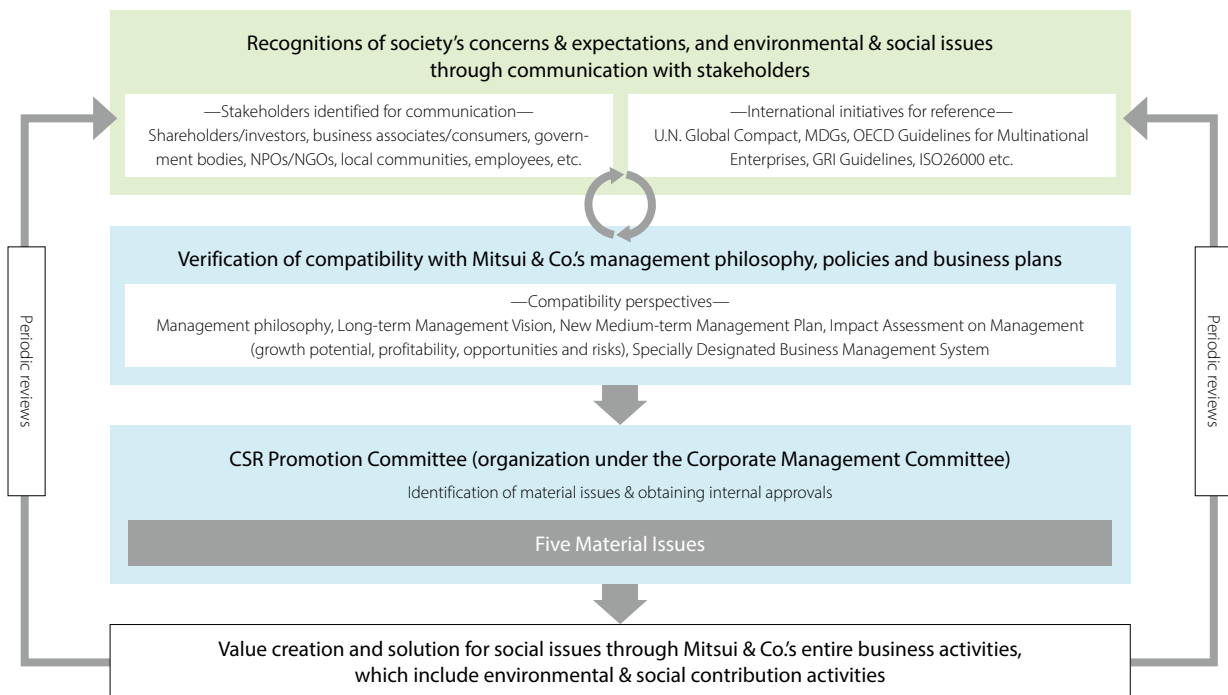 Recognitions of society's concerns & expectations, and environmental & social issues
through communication with stakeholders
—Stakeholders identified for communication—
Shareholders/investors, business associates/consumers, govern-
ment bodies, NPOs/NGOs, local communities, employees, etc.
—International initiatives for reference—
U.N. Global Compact, MDGs, OECD Guidelines for Multinational
Enterprises, GRI Guidelines, ISO26000 etc.
Verification of compatibility with Mitsui & Co.'s management philosophy, policies and business plans
—Compatibility perspectives—
Management philosophy, Long-term Management Vision, New Medium-term Management Plan, Impact Assessment on Management
(growth potential, profitability, opportunities and risks), Specially Designated Business Management System
Periodic reviews
Periodic reviews
CSR Promotion Committee (organization under the Corporate Management Committee)
Identification of material issues & obtaining internal approvals
Five Material Issues
Value creation and solution for social issues through Mitsui & Co.'s entire business activities,
which include environmental & social contribution activities